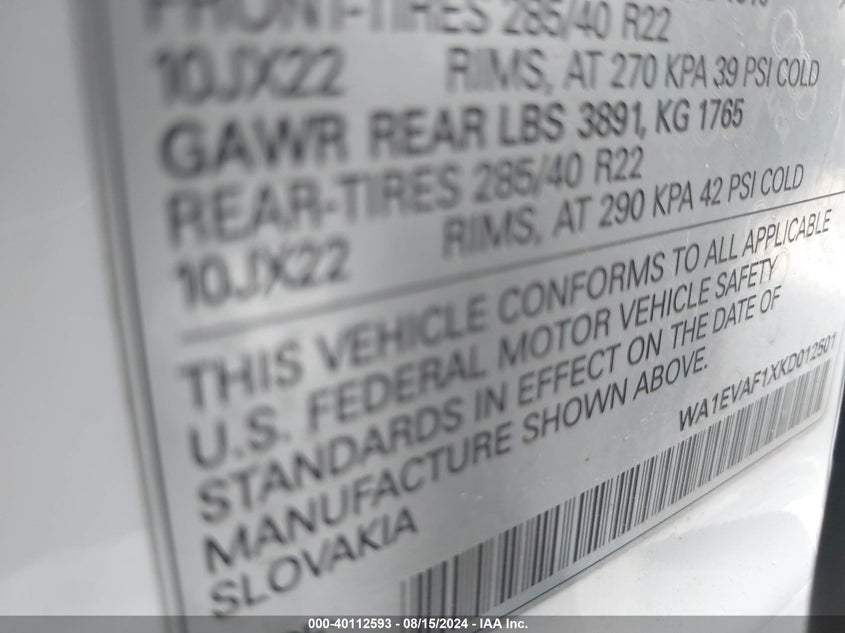 FRONT-TIRES 285/40 R22
10JX22 RIMS, AT 270 KPA 39 PSI COLD
GAWR REAR LBS 3891, KG 1765
REAR-TIRES 285/40 R22
10JX22 RIMS, AT 290 KPA 42 PSI COLD
THIS VEHICLE CONFORMS TO ALL APPLICABLE
U.S. FEDERAL MOTOR VEHICLE SAFETY
STANDARDS IN EFFECT ON THE DATE OF
MANUFACTURE SHOWN ABOVE.
WA1EVAF1XKD012501
SLOVAKIA
000-40112593 - 08/15/2024 - IAA Inc.